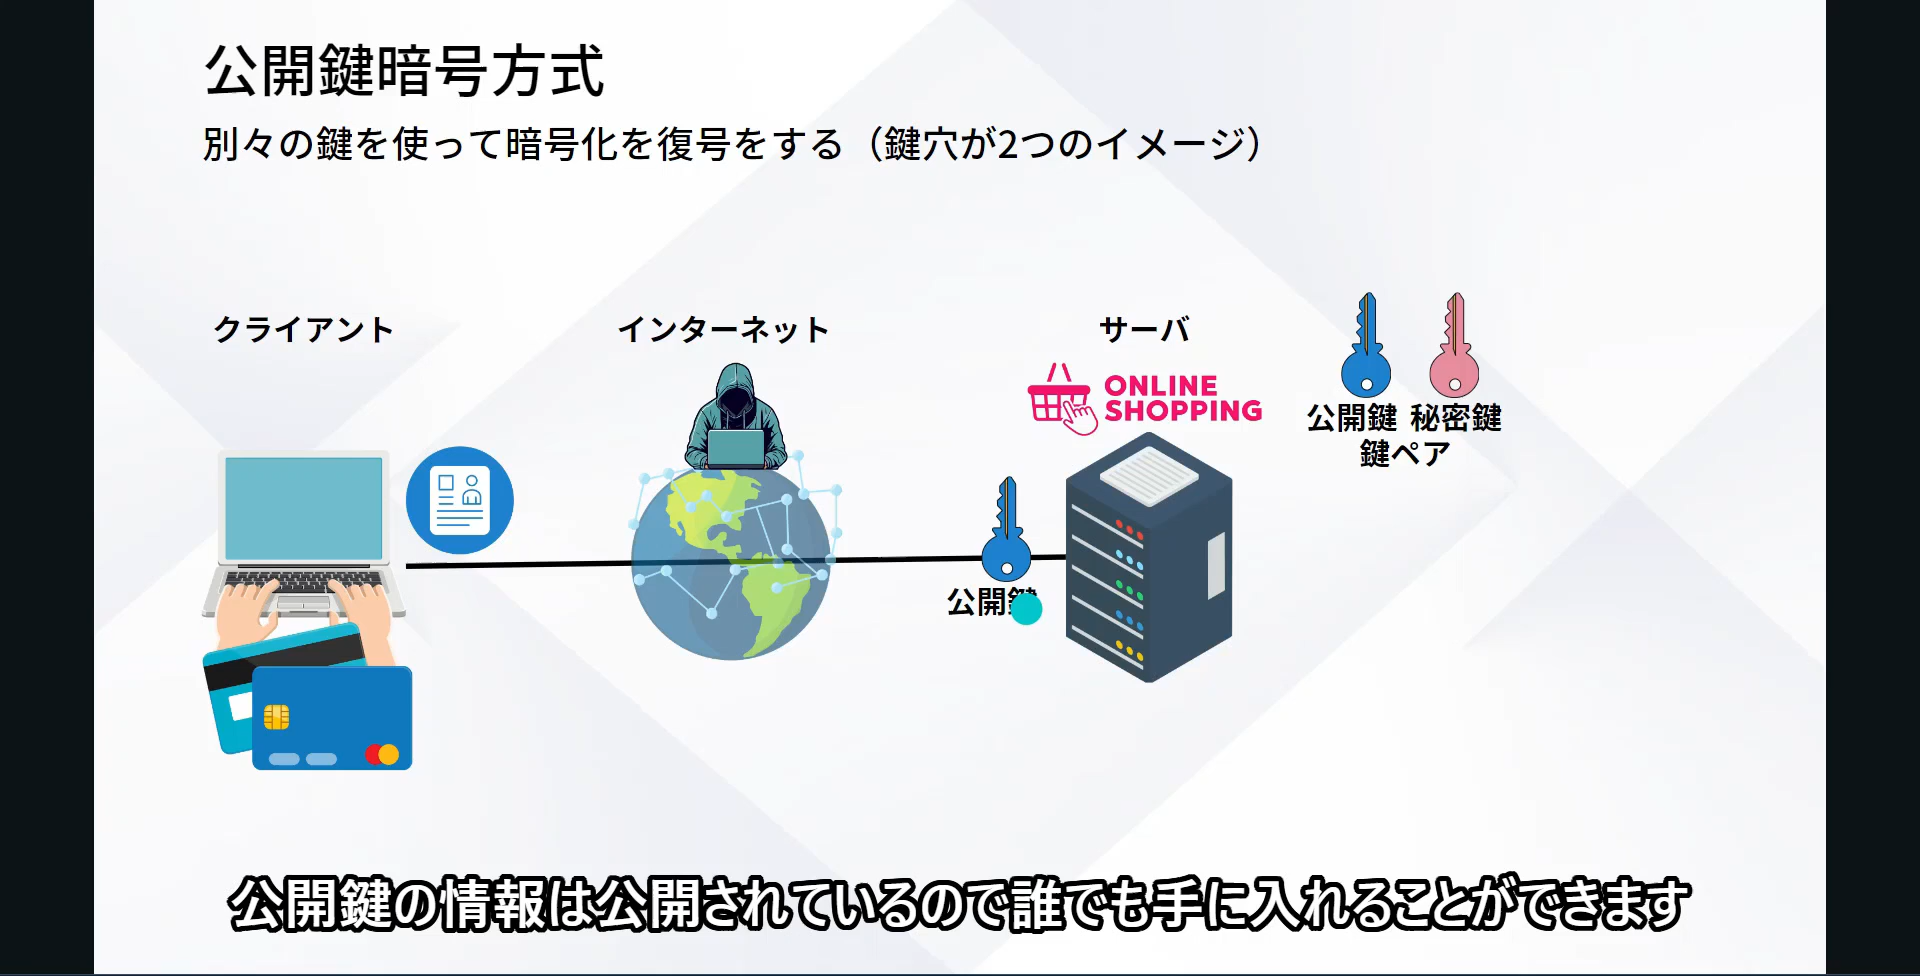 公開鍵暗号方式
別々の鍵を使って暗号化を復号をする（鍵穴が2つのイメージ）
クライアント
インターネット
サーバ
ONLINE
SHOPPING
公開鍵 秘密鍵
鍵ペア
公開鍵
公開鍵の情報は公開されているので誰でも手に入れることができます